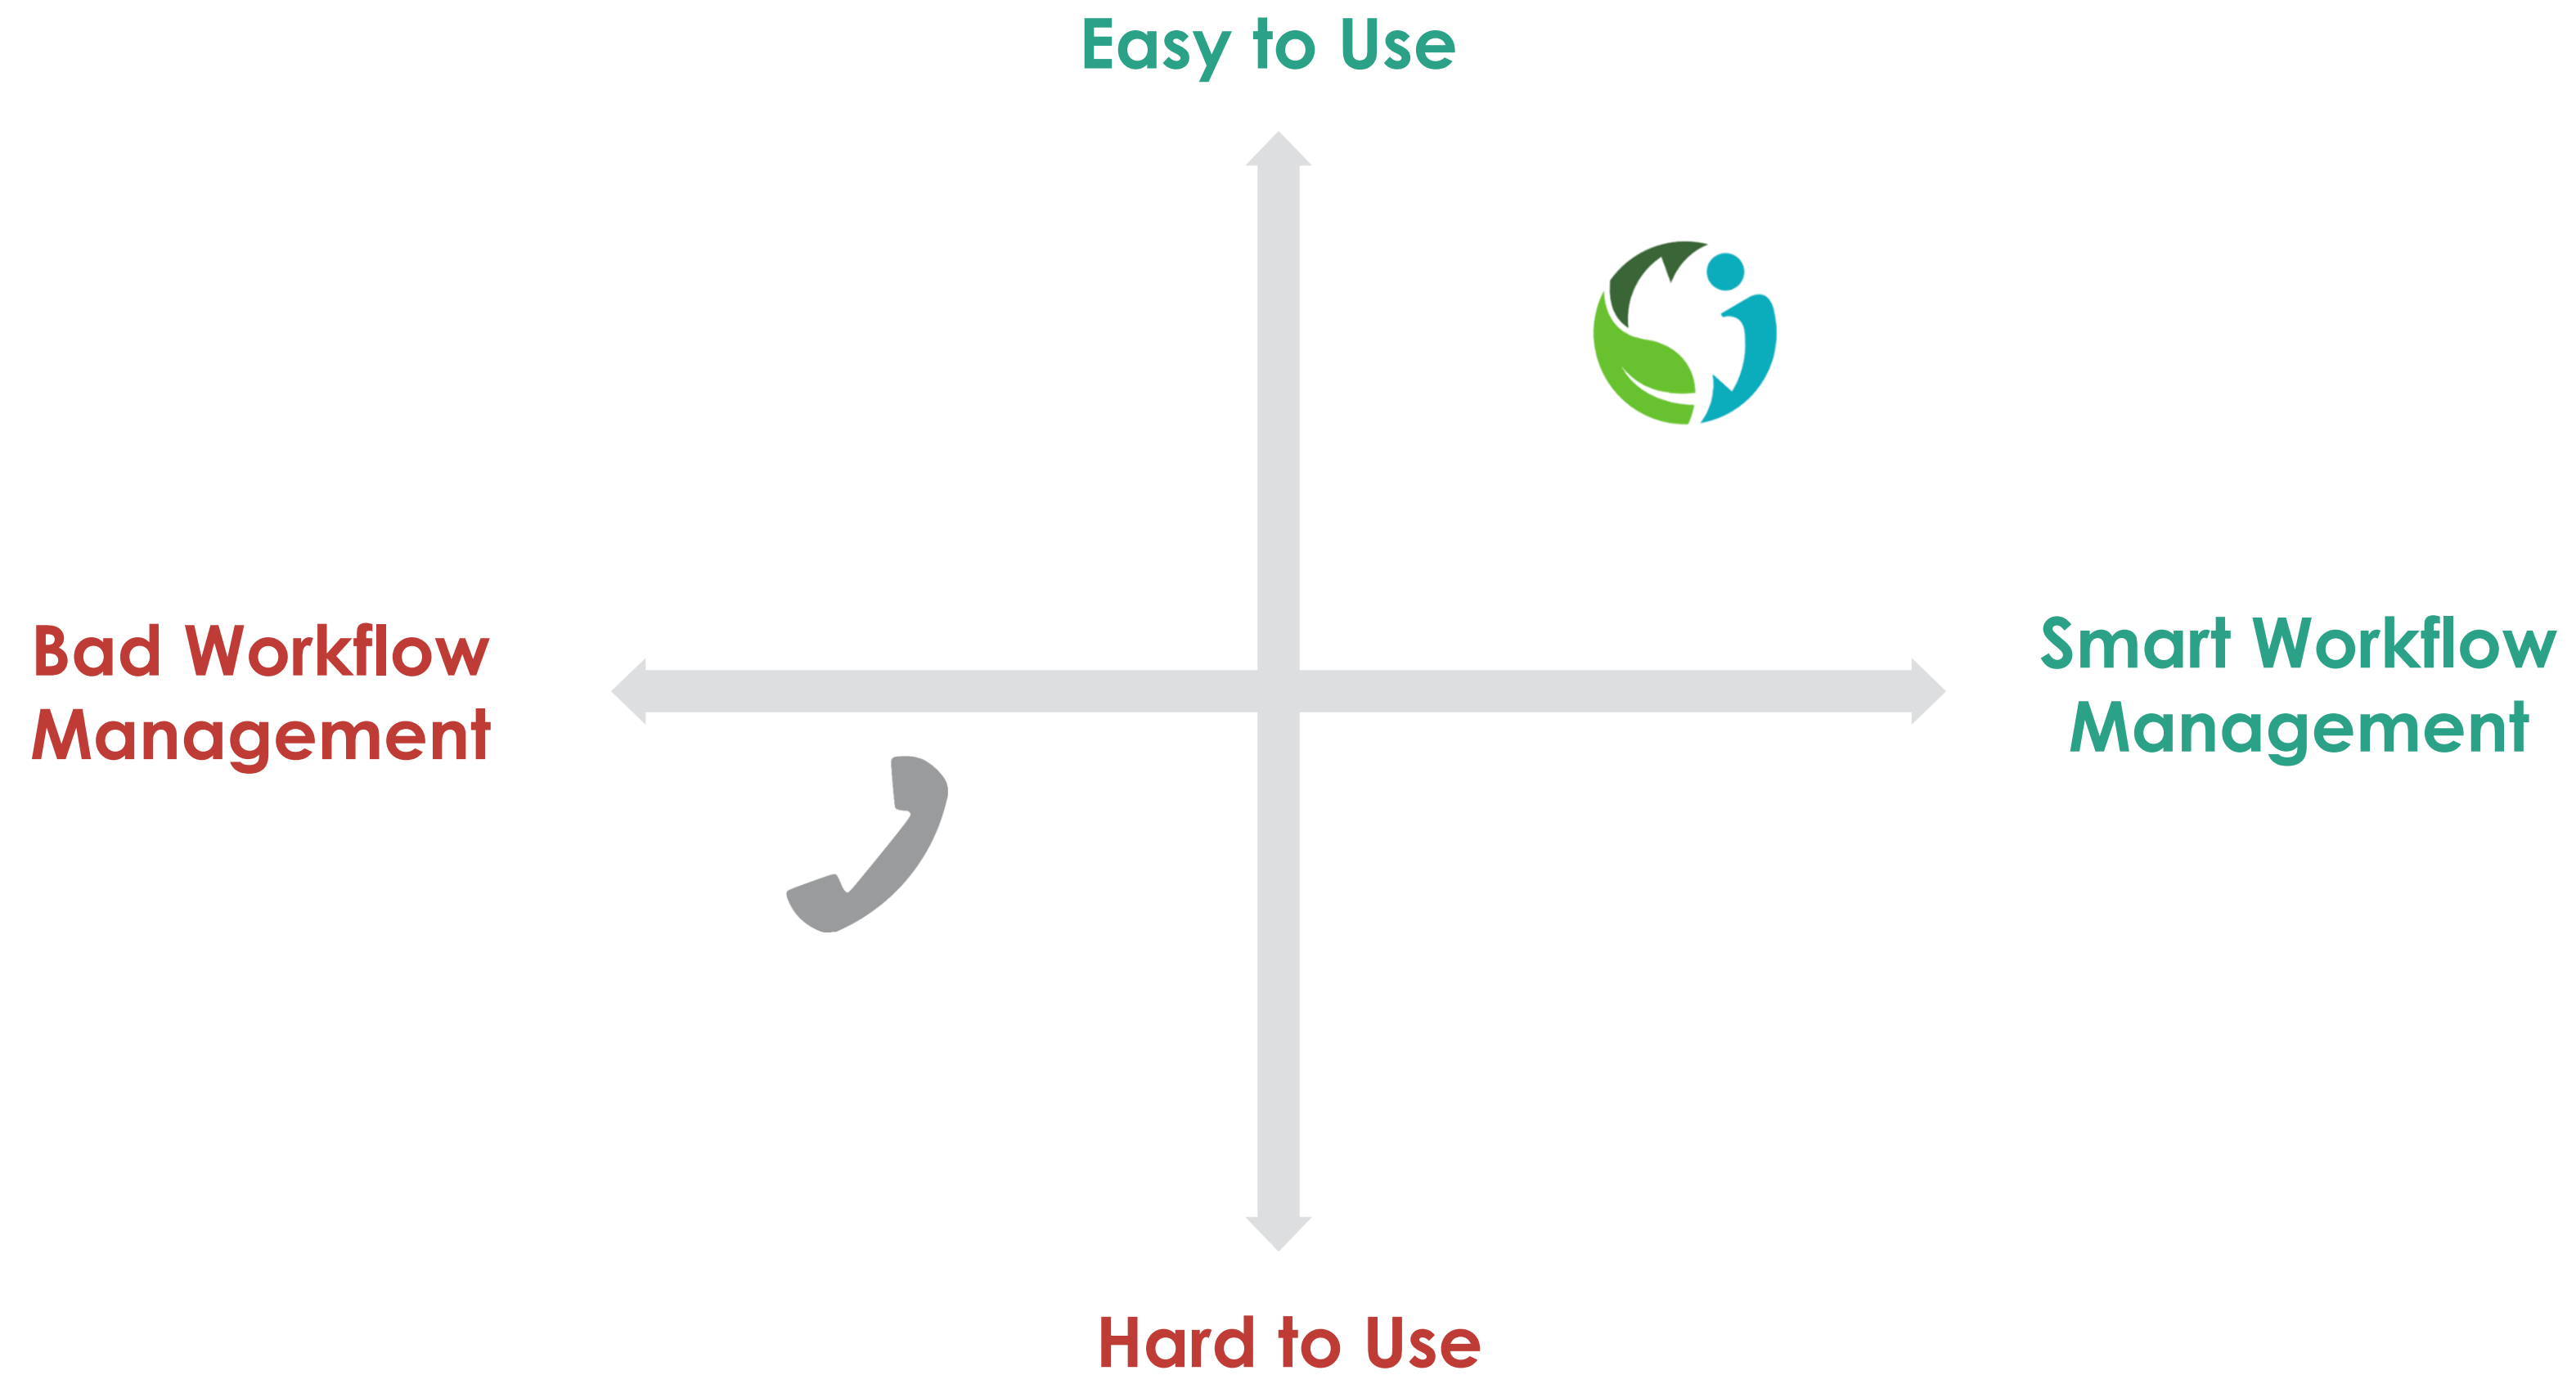 Easy to Use
Bad Workflow
Management
Smart Workflow
Management
Hard to Use